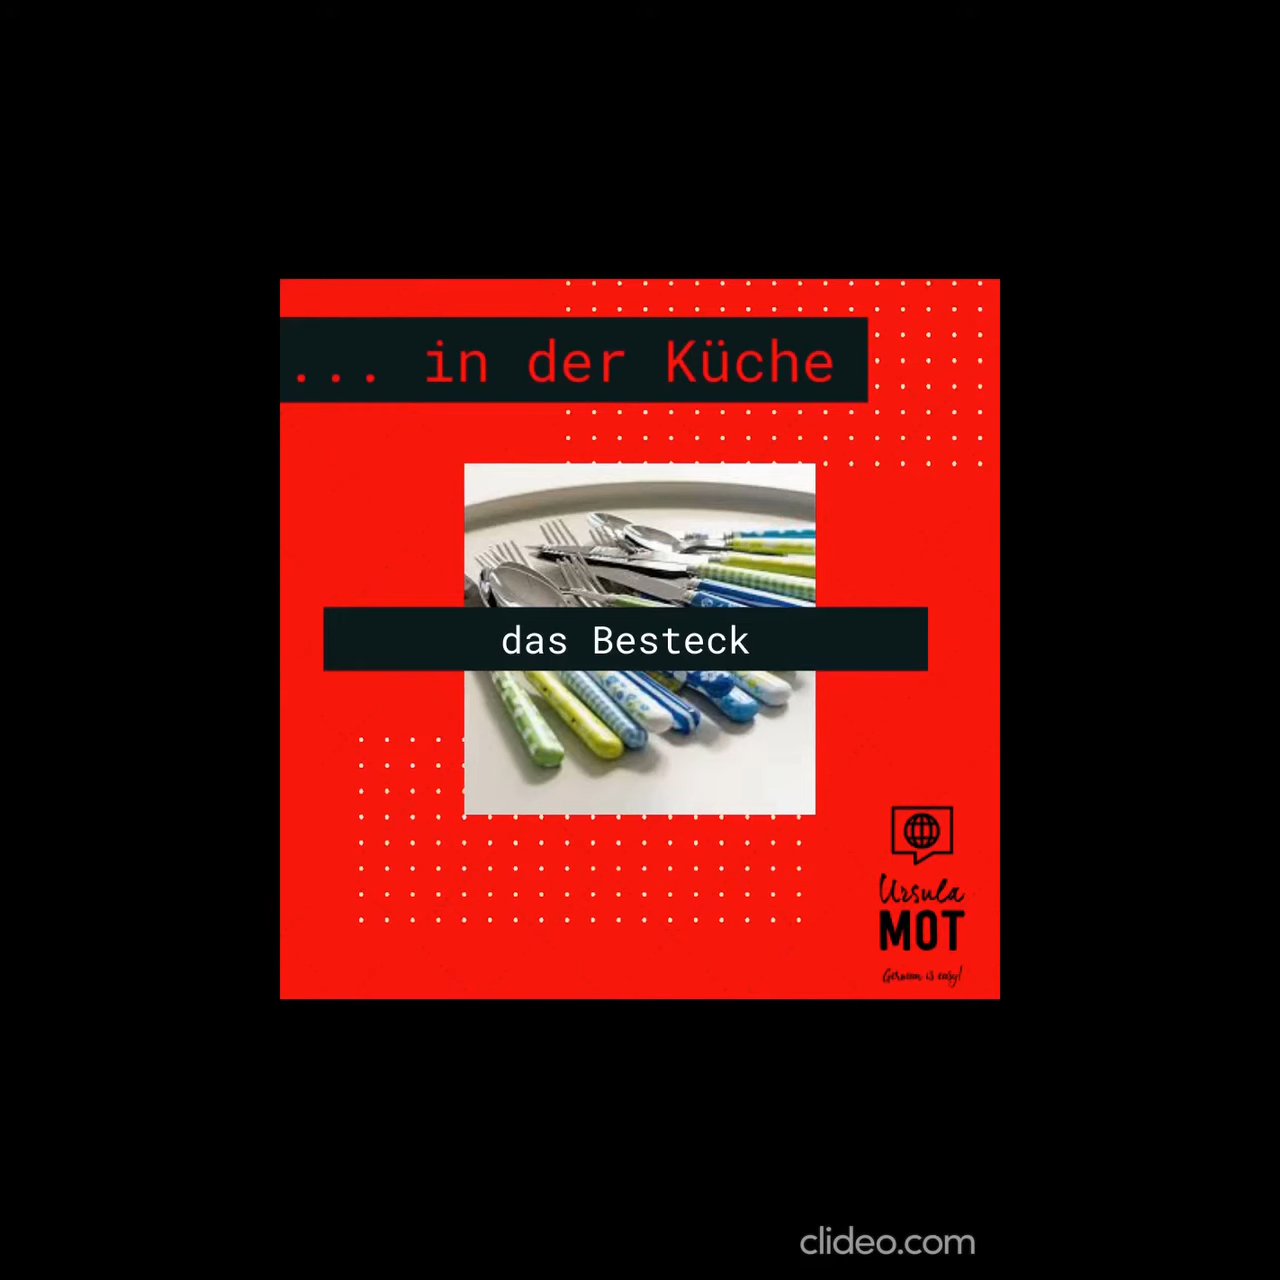 ... in der Küche
das Besteck
Ursula
MOT
German is easy!
clideo.com